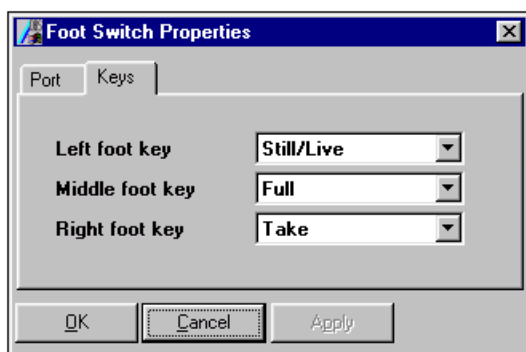 Foot Switch Properties
Port Keys
Left foot key Still/Live
Middle foot key Full
Right foot key Take
OK Cancel Apply